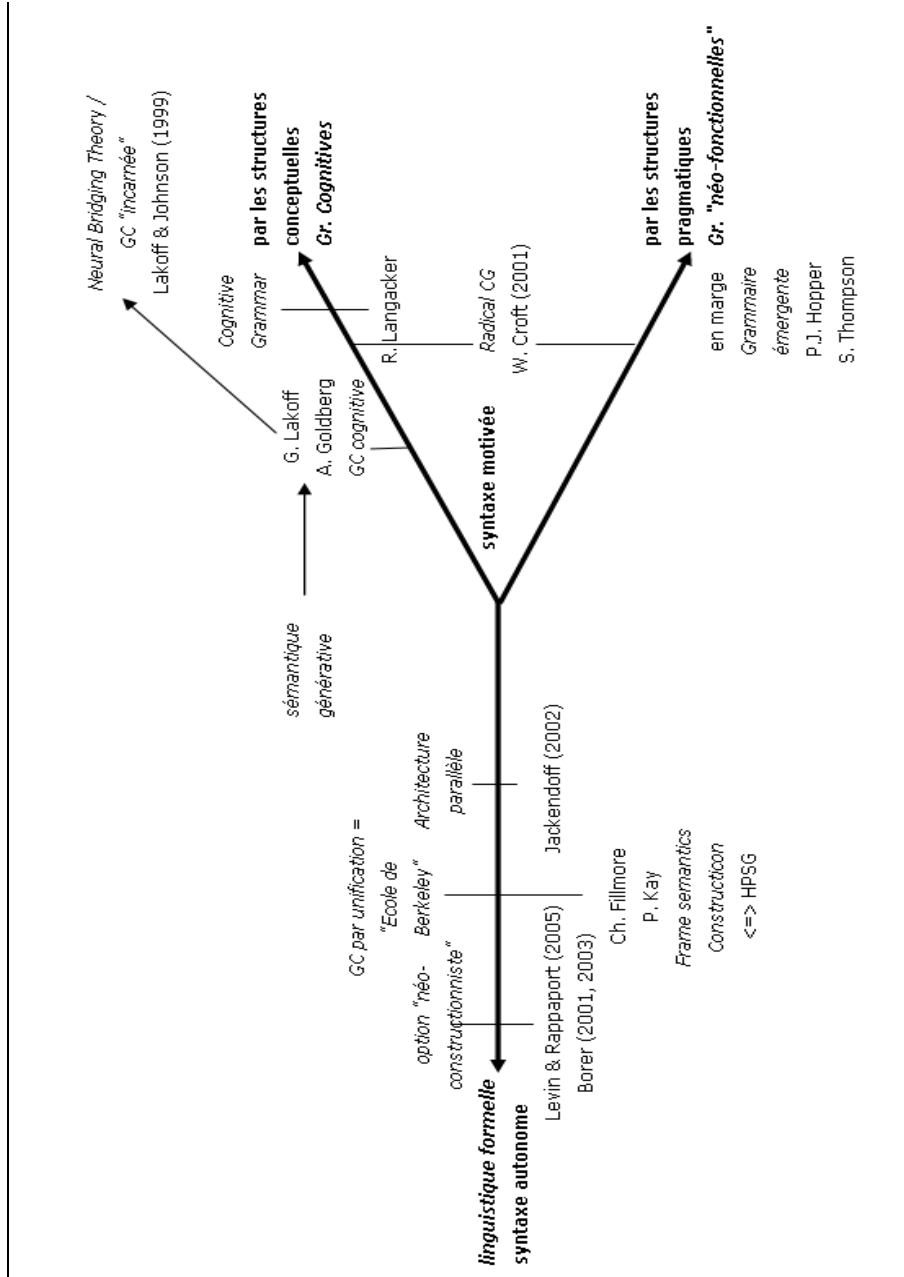 Neural Bridging Theory /
GC "incarnée"
Lakoff & Johnson (1999)
par les structures
conceptuelles
Gr. Cognitives
Cognitive
Grammar
R. Langacker
G. Lakoff
A. Goldberg
GC cognitive
sémantique
générative
Radical CG
W. Croft (2001)
syntaxe motivée
par les structures
pragmatiques
Gr. "néo-fonctionnelles"
en marge
Grammaire
émergente
P.J. Hopper
S. Thompson
GC par unification =
"Ecole de
Berkeley"
Architecture
parallèle
Jackendoff (2002)
Ch. Fillmore
P. Kay
Frame semantics
Constructicon
<=> HPSG
option "néo-
constructionniste"
Levin & Rappaport (2005)
Borer (2001, 2003)
linguistique formelle
syntaxe autonome